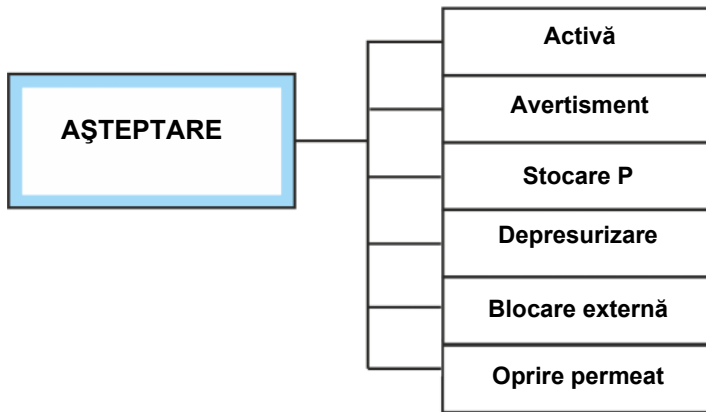 AŞTEPTARE
Activă
Avertisment
Stocare P
Depresurizare
Blocare externă
Oprire permeat